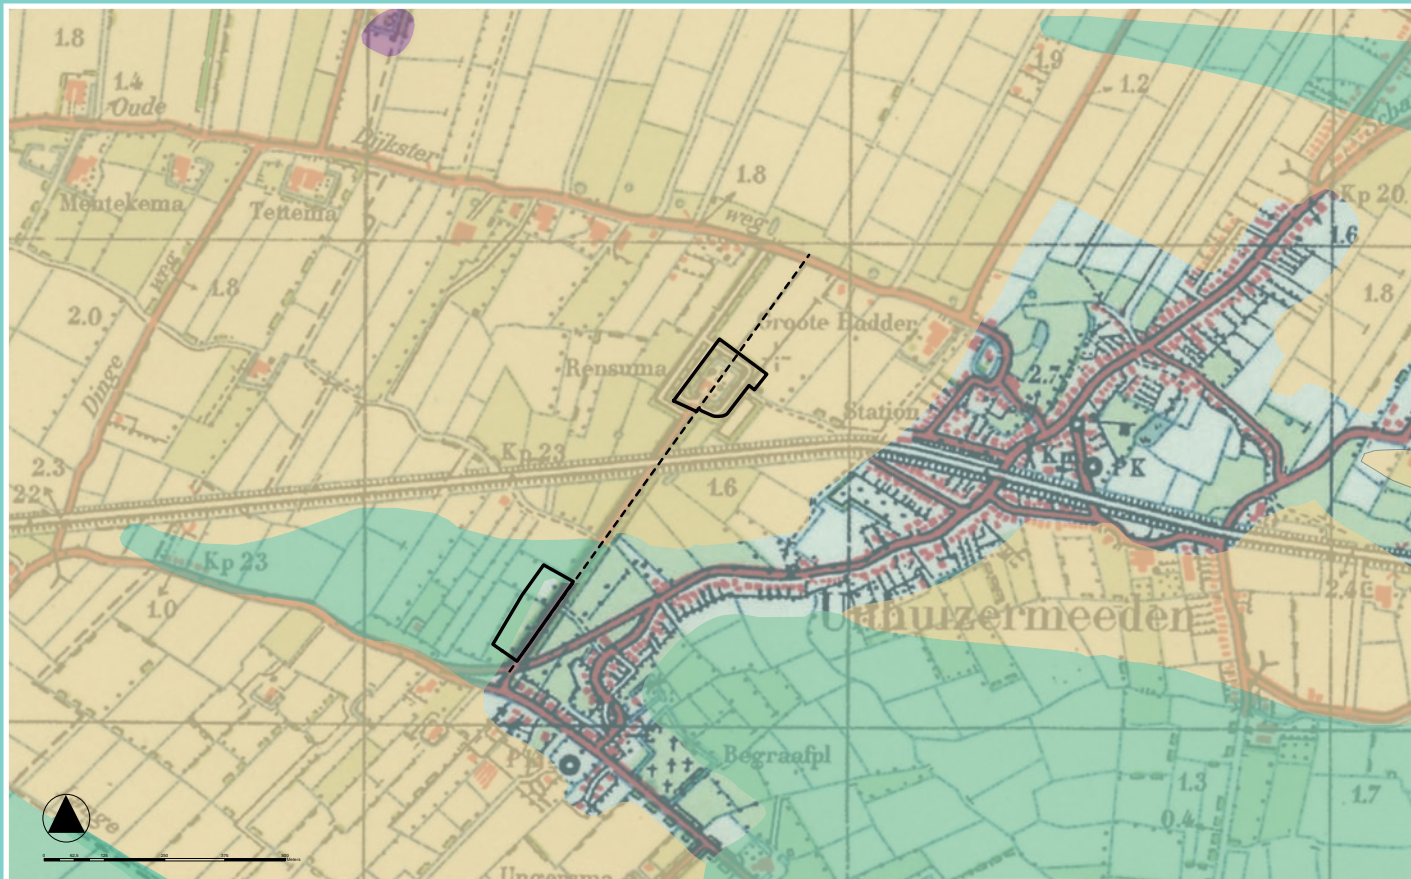 1.8
1.4
Oude
1.9
1.2
Dijkster
1.8
Kp 20
Mentekema
Tettema
weg
1.6
weg
1.8
1.8
2.0
Groote Hadder
Rensuma
2.7
Dinge
Station
Kp 23
PK
2.3
22
1.6
Kp 23
1.0
2.4
Uithuizermeeden
Begraafpl
1.3
1.7
0.4
Ungersma
Meters